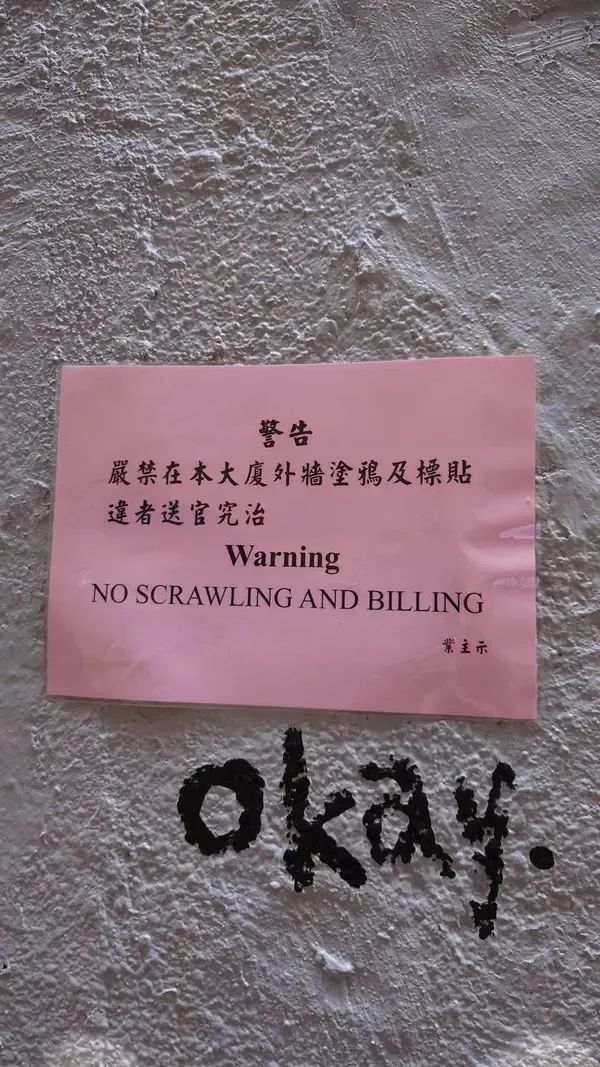 警告
嚴禁在本大廈外牆塗鴉及標貼
違者送官究治
Warning
NO SCRAWLING AND BILLING
業主示
okay.